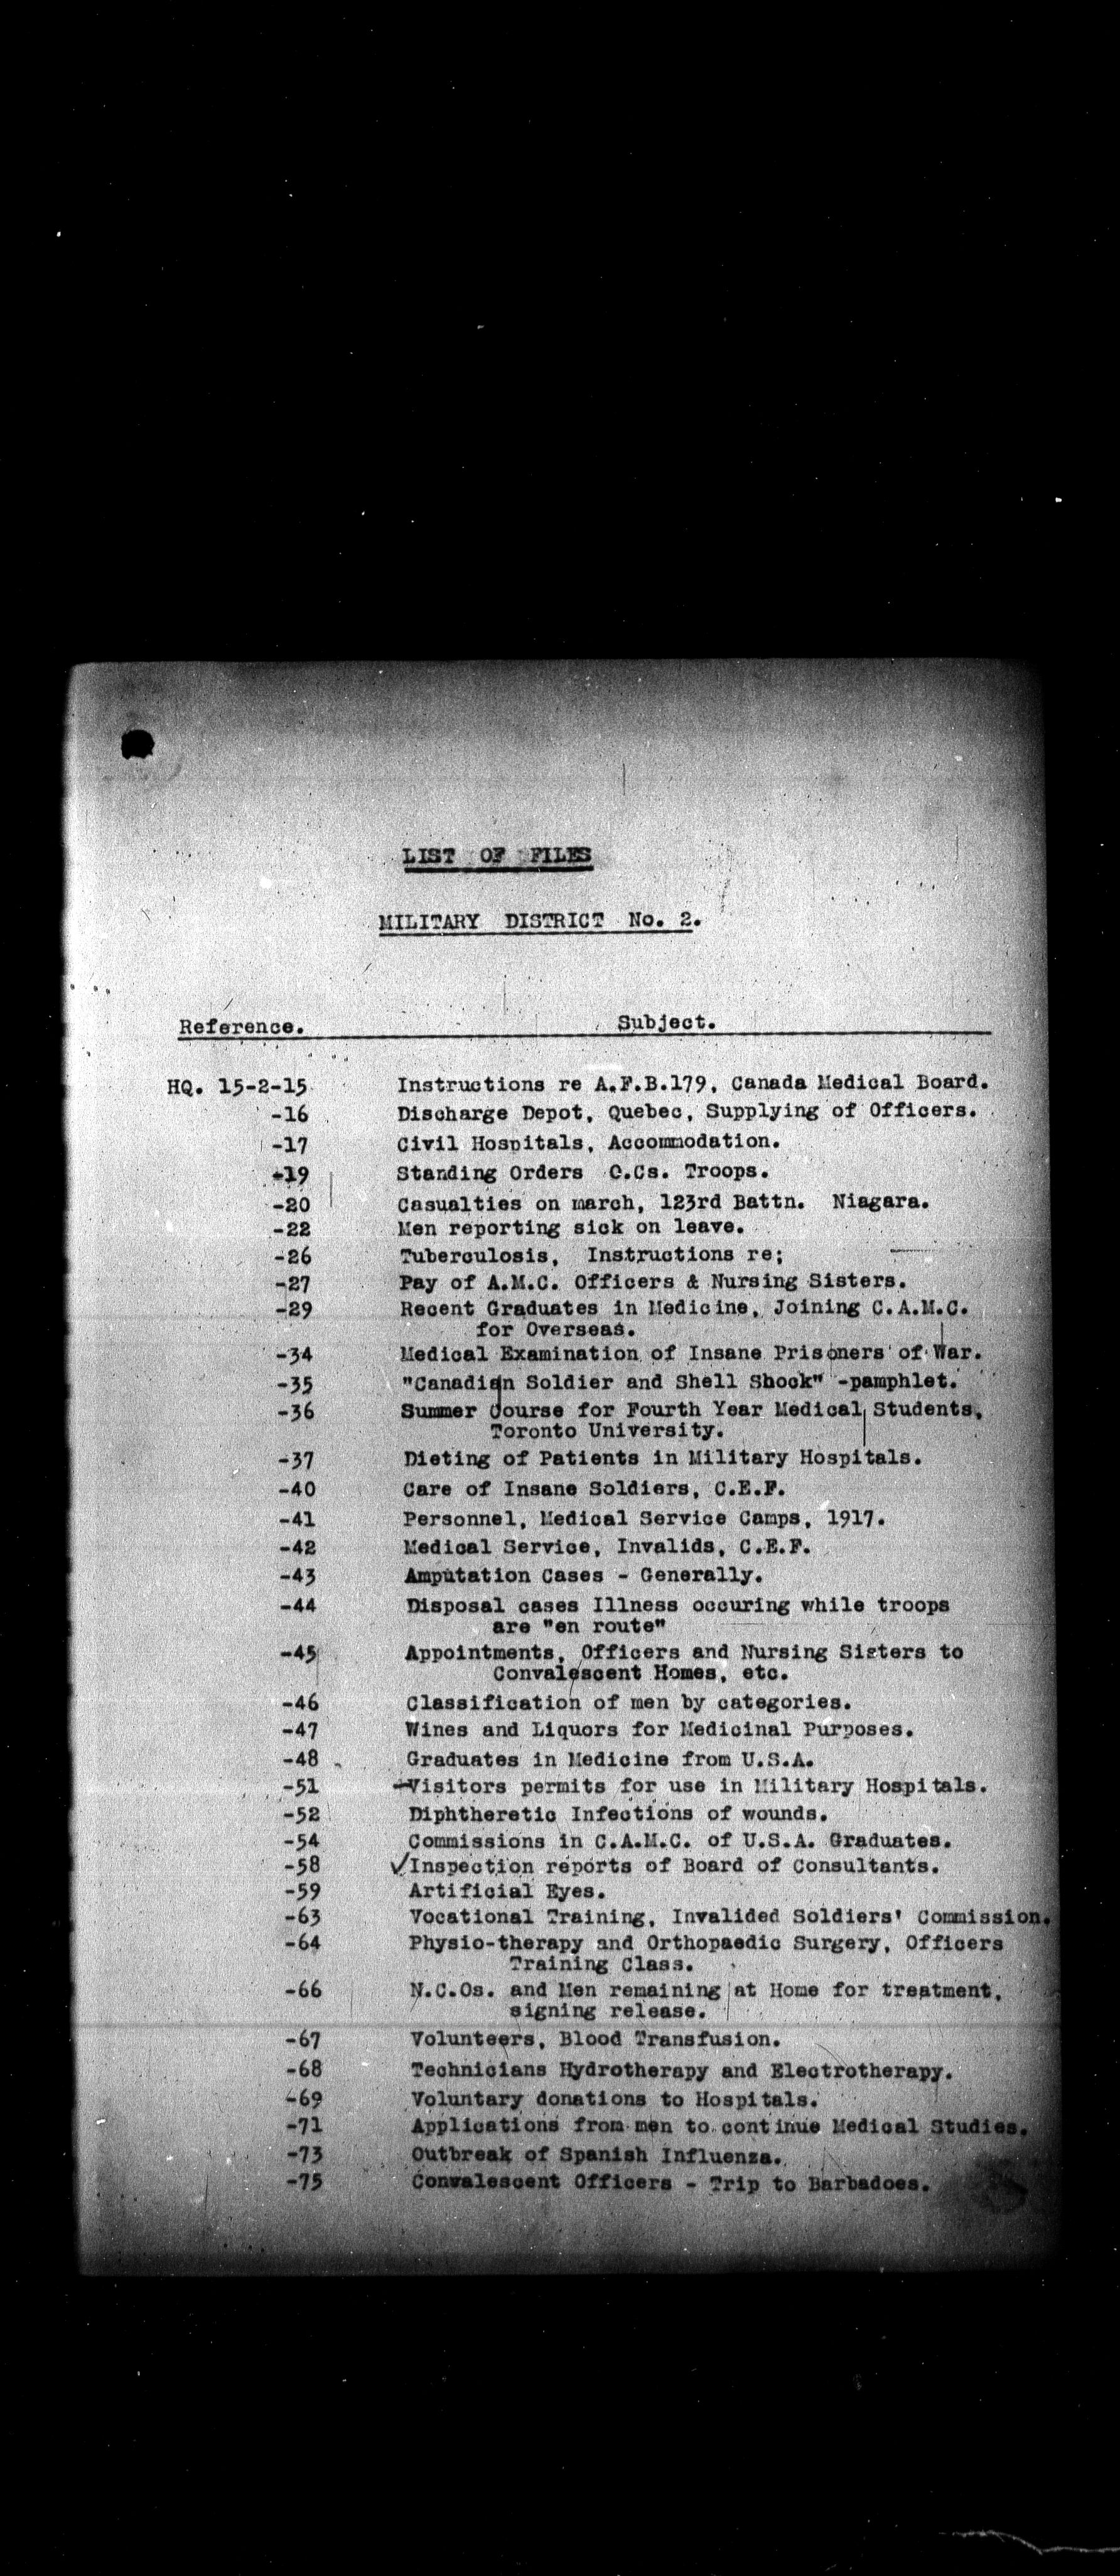 LIST OF FILES
MILITARY DISTRICT No. 2.
Reference. Subject.
HQ. 15-2-15 Instructions re A.F.B.179, Canada Medical Board.
-16 Discharge Depot, Quebec, Supplying of Officers.
-17 Civil Hospitals, Accommodation.
-19 Standing Orders O.Cs. Troops.
-20 Casualties on march, 123rd Battn. Niagara.
-22 Men reporting sick on leave.
-26 Tuberculosis, Instructions re;
-27 Pay of A.M.C. Officers & Nursing Sisters.
-29 Recent Graduates in Medicine, Joining C.A.M.C.
for Overseas.
-34 Medical Examination of Insane Prisoners of War.
-35 "Canadian Soldier and Shell Shock" -pamphlet.
-36 Summer Course for Fourth Year Medical Students,
Toronto University.
-37 Dieting of Patients in Military Hospitals.
-40 Care of Insane Soldiers, C.E.F.
-41 Personnel, Medical Service Camps, 1917.
-42 Medical Service, Invalids, C.E.F.
-43 Amputation Cases - Generally.
-44 Disposal cases Illness occuring while troops
are "en route"
-45 Appointments, Officers and Nursing Sisters to
Convalescent Homes, etc.
-46 Classification of men by categories.
-47 Wines and Liquors for Medicinal Purposes.
-48 Graduates in Medicine from U.S.A.
-51 Visitors permits for use in Military Hospitals.
-52 Diphtheretic Infections of wounds.
-54 Commissions in C.A.M.C. of U.S.A. Graduates.
-58 ✓Inspection reports of Board of Consultants.
-59 Artificial Eyes.
-63 Vocational Training, Invalided Soldiers' Commission.
-64 Physio-therapy and Orthopaedic Surgery, Officers
Training Class.
-66 N.C.Os. and Men remaining at Home for treatment,
signing release.
-67 Volunteers, Blood Transfusion.
-68 Technicians Hydrotherapy and Electrotherapy.
-69 Voluntary donations to Hospitals.
-71 Applications from men to continue Medical Studies.
-73 Outbreak of Spanish Influenza.
-75 Convalescent Officers - Trip to Barbadoes.